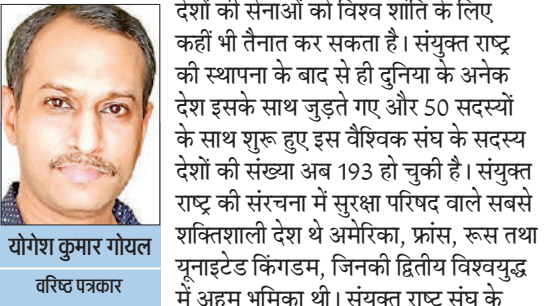 देशों की सेनाओं को विश्व शांति के लिए
कहीं भी तैनात कर सकता है। संयुक्त राष्ट्र
की स्थापना के बाद से ही दुनिया के अनेक
देश इसके साथ जुड़ते गए और 50 सदस्यों
के साथ शुरू हुए इस वैश्विक संघ के सदस्य
देशों की संख्या अब 193 हो चुकी है। संयुक्त
राष्ट्र की संरचना में सुरक्षा परिषद वाले सबसे
शक्तिशाली देश थे अमेरिका, फ्रांस, रूस तथा
यूनाइटेड किंगडम, जिनकी द्वितीय विश्वयुद्ध
में अहम भूमिका थी। संयुक्त राष्ट्र संघ के
योगेश कुमार गोयल
वरिष्ठ पत्रकार